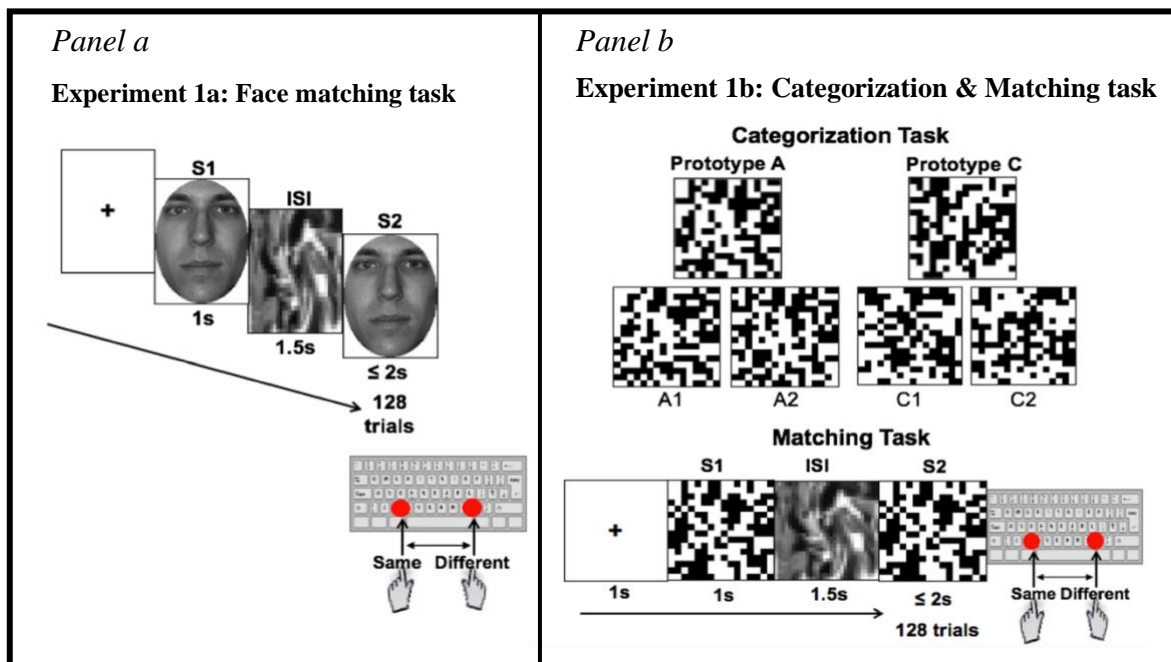 Panel a
Experiment 1a: Face matching task
+
S1
1s
ISI
1.5s
S2
≤ 2s
128
trials
Same Different
Panel b
Experiment 1b: Categorization & Matching task
Categorization Task
Prototype A Prototype C
A1 A2 C1 C2
Matching Task
S1 ISI S2
+
1s 1s 1.5s ≤ 2s
Same Different
128 trials